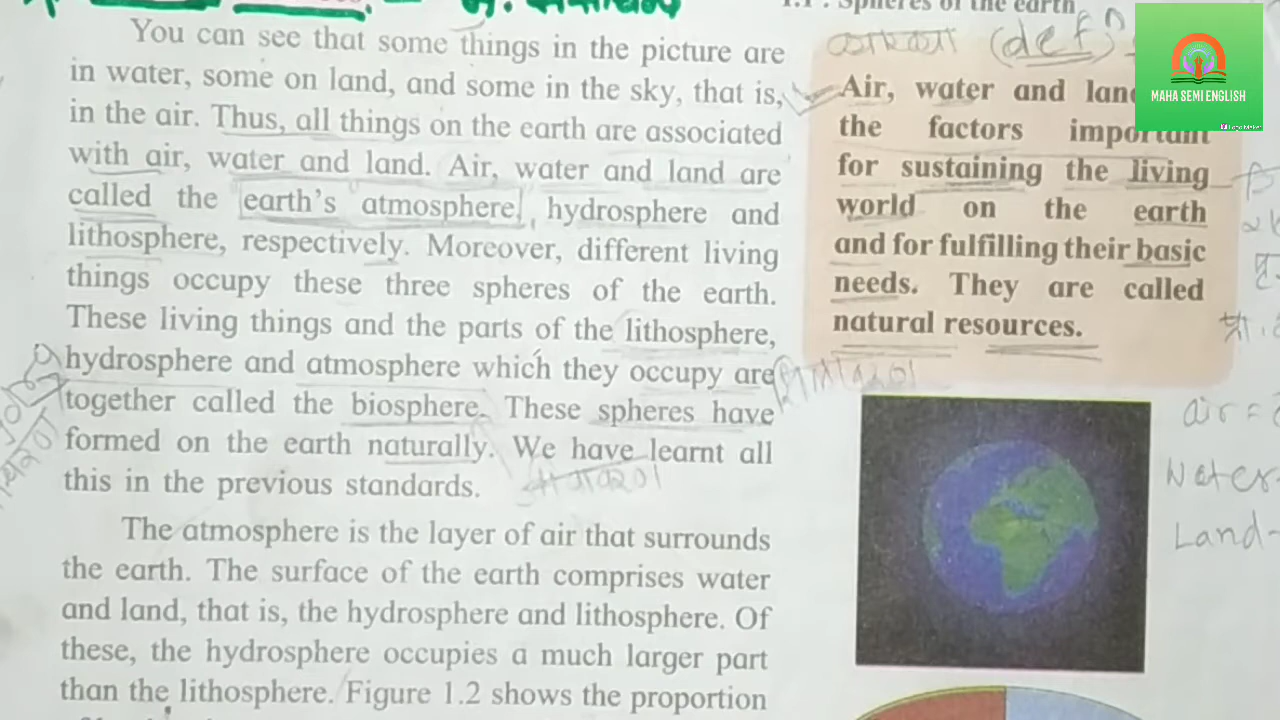 1.1 : Spheres of the earth
You can see that some things in the picture are
in water, some on land, and some in the sky, that is,
in the air. Thus, all things on the earth are associated
with air, water and land. Air, water and land are
called the earth's atmosphere, hydrosphere and
lithosphere, respectively. Moreover, different living
things occupy these three spheres of the earth.
These living things and the parts of the lithosphere,
hydrosphere and atmosphere which they occupy are
together called the biosphere. These spheres have
formed on the earth naturally. We have learnt all
this in the previous standards.
The atmosphere is the layer of air that surrounds
the earth. The surface of the earth comprises water
and land, that is, the hydrosphere and lithosphere. Of
these, the hydrosphere occupies a much larger part
than the lithosphere. Figure 1.2 shows the proportion
(def)
Air, water and
the factors important
for sustaining the living
world on the earth
and for fulfilling their basic
needs. They are called
natural resources.
air =
Water-
Land-
MAHA SEMI ENGLISH